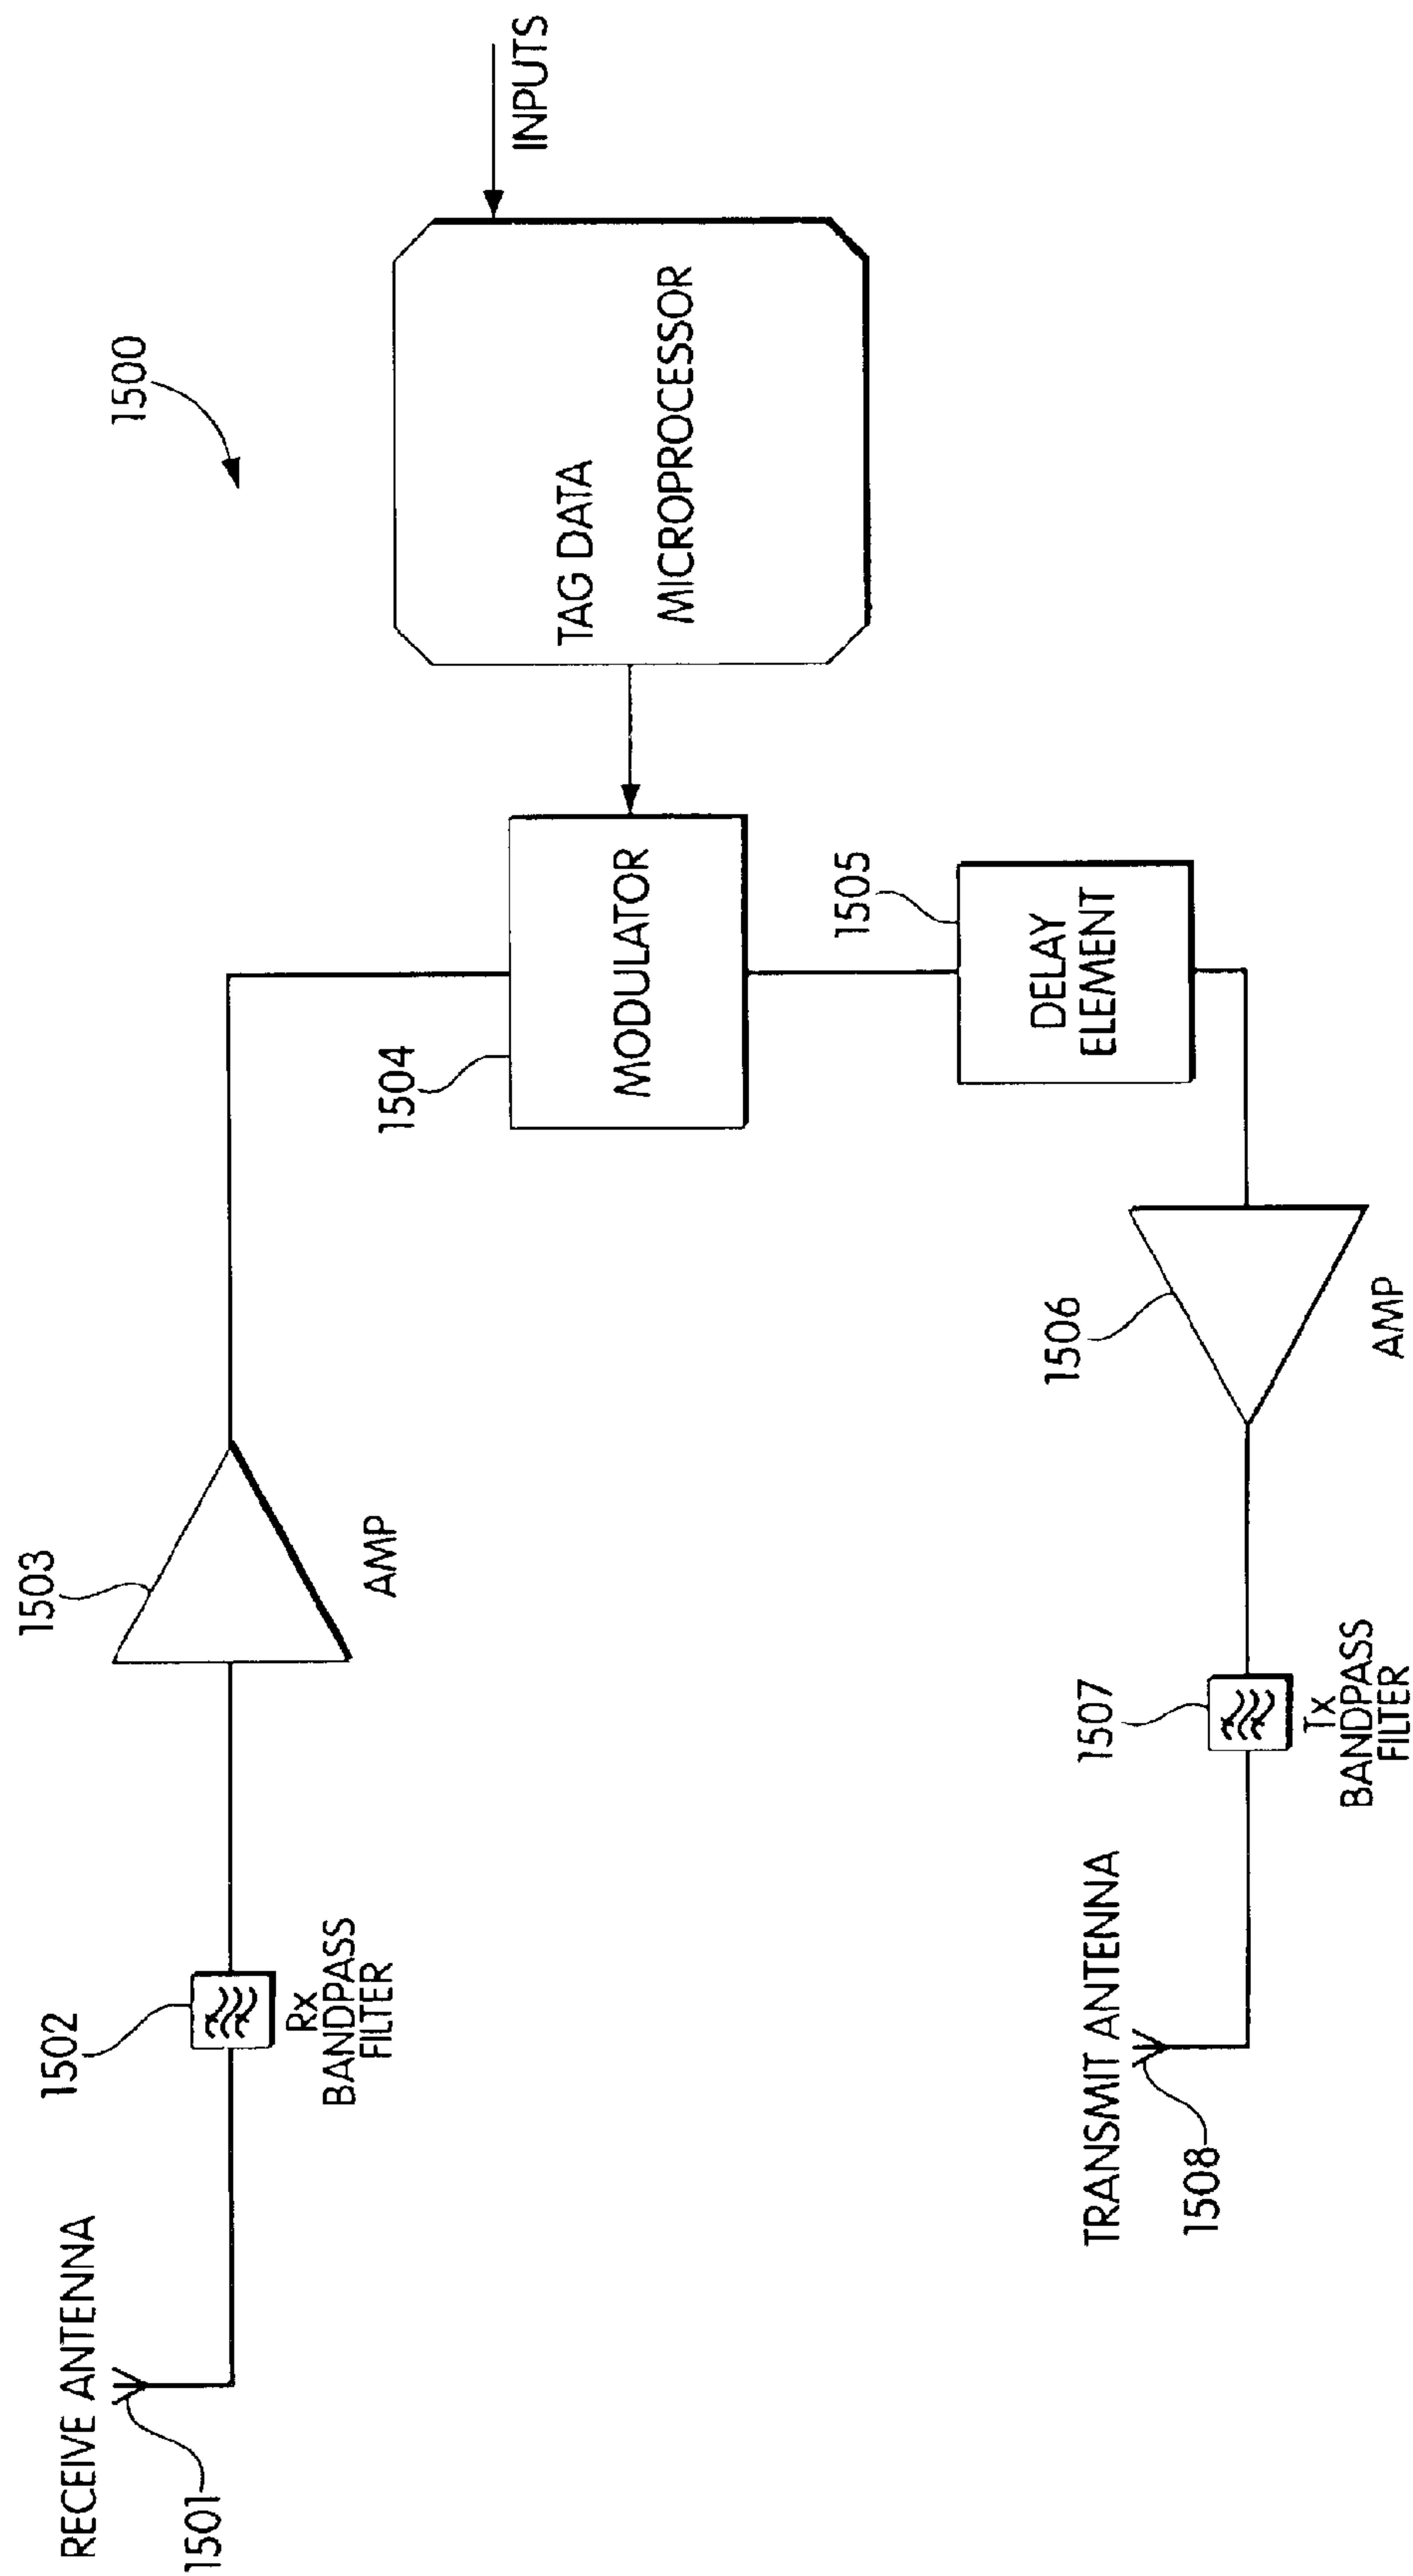 1500
RECEIVE ANTENNA
1501
1502
Rx
BANDPASS
FILTER
1503
AMP
1504
MODULATOR
TAG DATA
MICROPROCESSOR
INPUTS
1505
DELAY
ELEMENT
1506
AMP
1507
Tx
BANDPASS
FILTER
TRANSMIT ANTENNA
1508